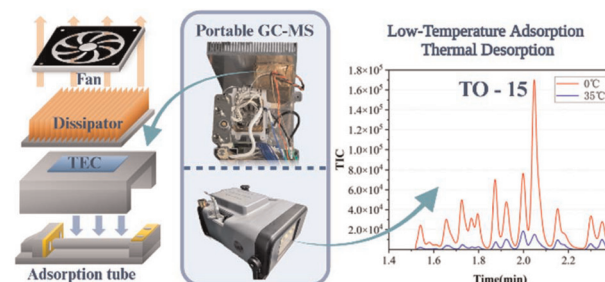 Fan
Dissipator
TEC
Adsorption tube
Portable GC-MS
Low-Temperature Adsorption
Thermal Desorption
TO - 15
0℃
35℃
TIC
1.8×10⁵
1.6×10⁵
1.4×10⁵
1.2×10⁵
1.0×10⁵
8.0×10⁴
6.0×10⁴
4.0×10⁴
2.0×10⁴
0.0
1.4
1.6
1.8
2.0
2.2
Time(min)